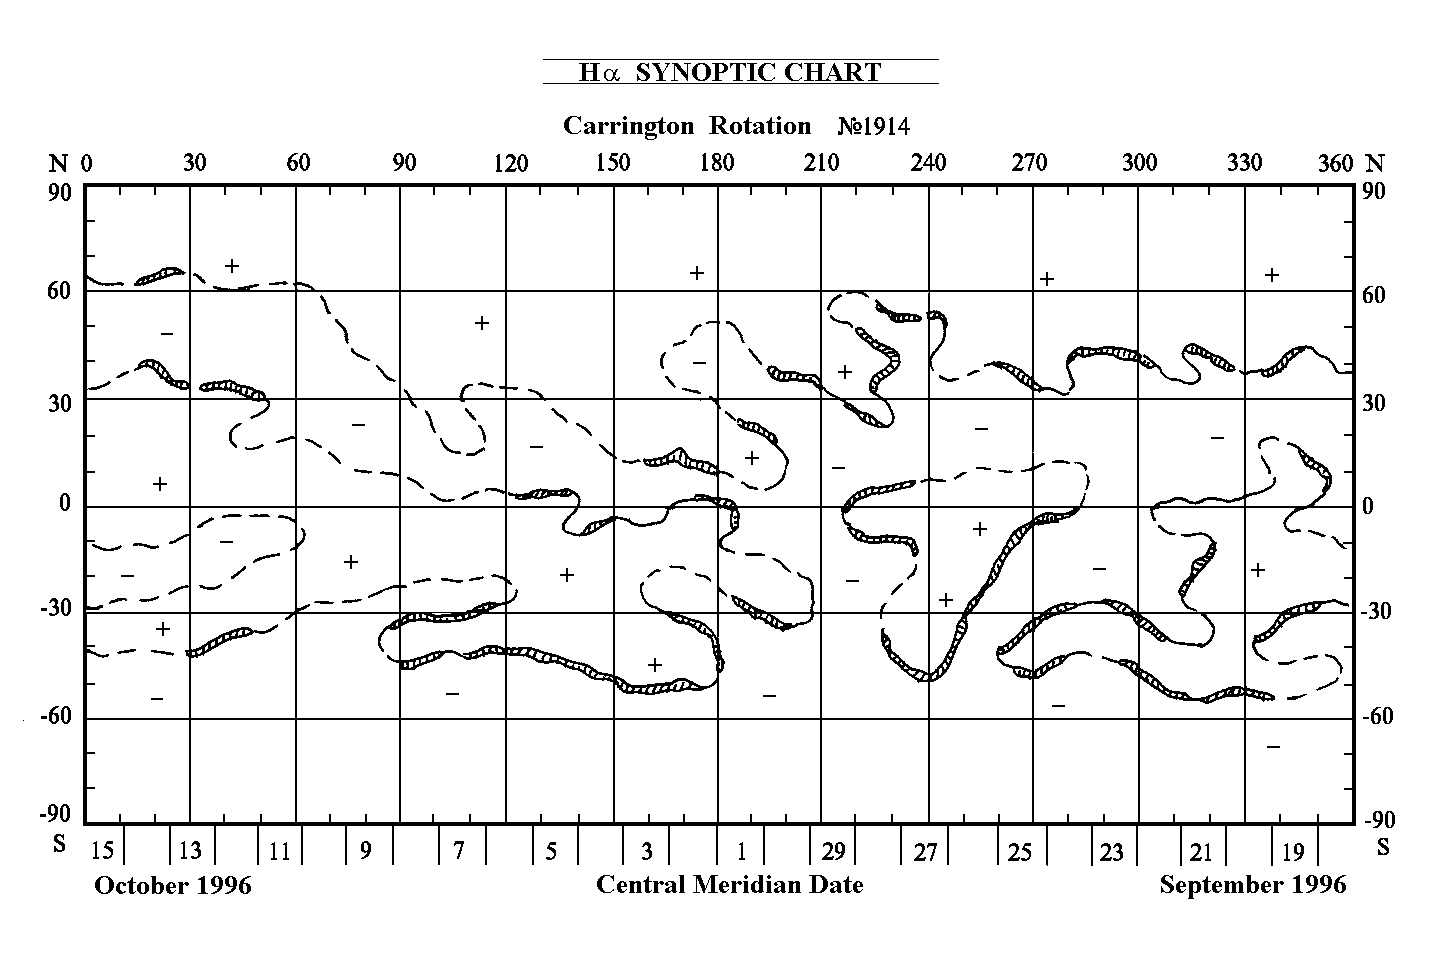 Hα SYNOPTIC CHART
Carrington Rotation №1914
N 0 30 60 90 120 150 180 210 240 270 300 330 360 N
90 90
60 60
30 30
0 0
-30 -30
-60 -60
-90 -90
S 15 13 11 9 7 5 3 1 29 27 25 23 21 19 S
October 1996 Central Meridian Date September 1996